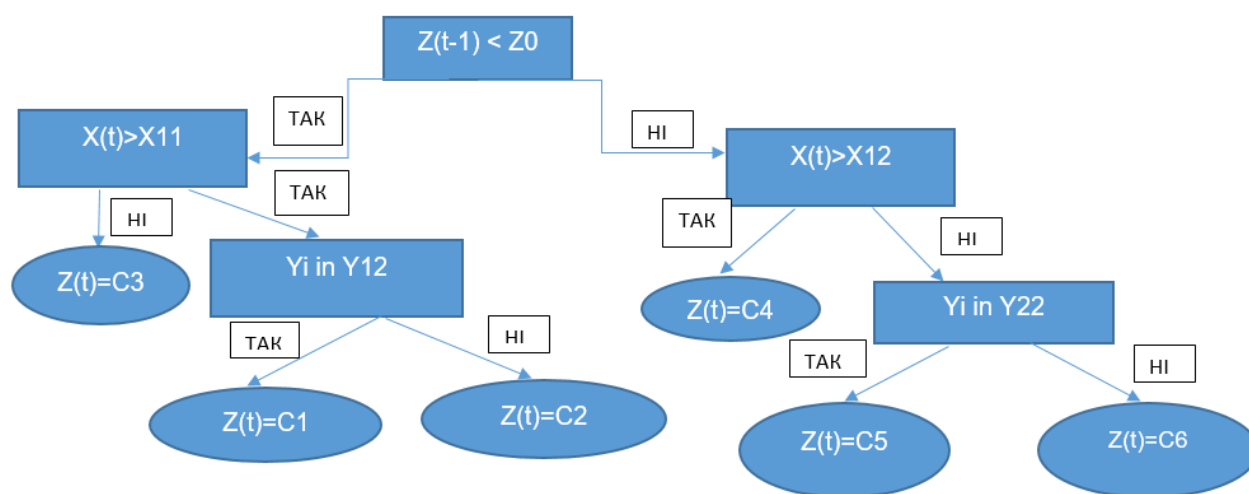 Z(t-1) < Z0
ТАК
НІ
X(t)>X11
X(t)>X12
ТАК
НІ
ТАК
НІ
Z(t)=C3
Yi in Y12
Z(t)=C4
Yi in Y22
ТАК
НІ
ТАК
НІ
Z(t)=C1
Z(t)=C2
Z(t)=C5
Z(t)=C6